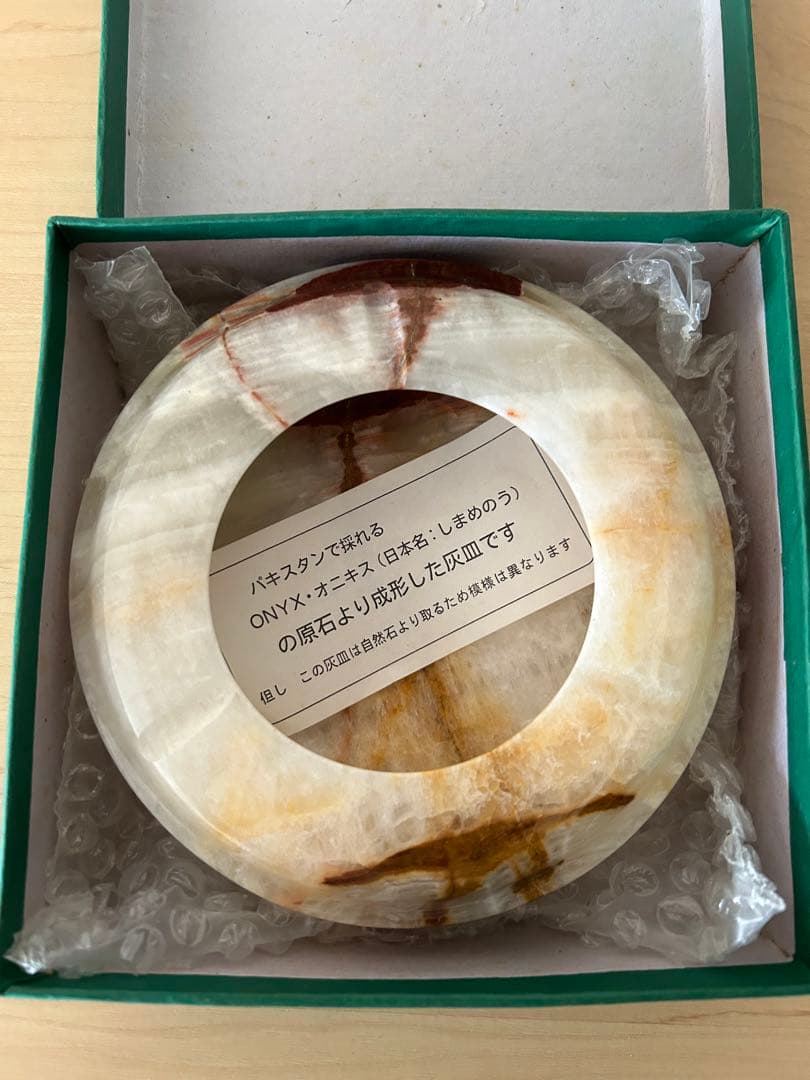 パキスタンで採れる
ONYX・オニキス(日本名:しまめのう)
の原石より成形した灰皿です
但し この灰皿は自然石より取るため模様は異なります